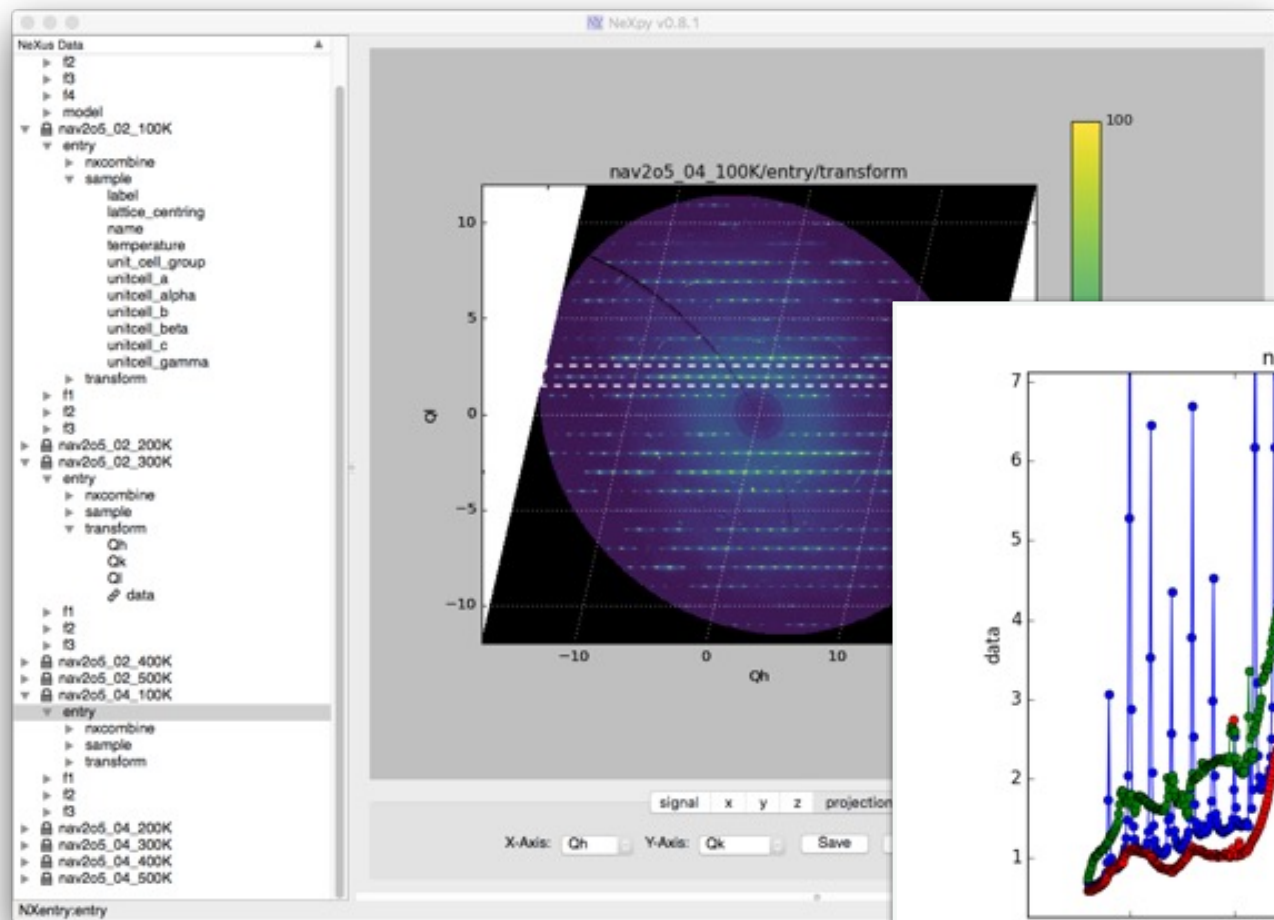 NeXpy v0.8.1
NeXus Data
f2
f3
f4
model
nav2o5_02_100K
entry
nxcombine
sample
label
lattice_centring
name
temperature
unit_cell_group
unitcell_a
unitcell_alpha
unitcell_b
unitcell_beta
unitcell_c
unitcell_gamma
transform
f1
f2
f3
nav2o5_02_200K
nav2o5_02_300K
entry
nxcombine
sample
transform
Qh
Qk
Ql
data
f1
f2
f3
nav2o5_02_400K
nav2o5_02_500K
nav2o5_04_100K
entry
nxcombine
sample
transform
f1
f2
f3
nav2o5_04_200K
nav2o5_04_300K
nav2o5_04_400K
nav2o5_04_500K
NXentry:entry
nav2o5_04_100K/entry/transform
100
10
5
0
−5
−10
Ql
−10 0 10
Qh
signal x y z projection
X-Axis: Qh Y-Axis: Qk Save
n
7
6
5
4
3
2
1
data